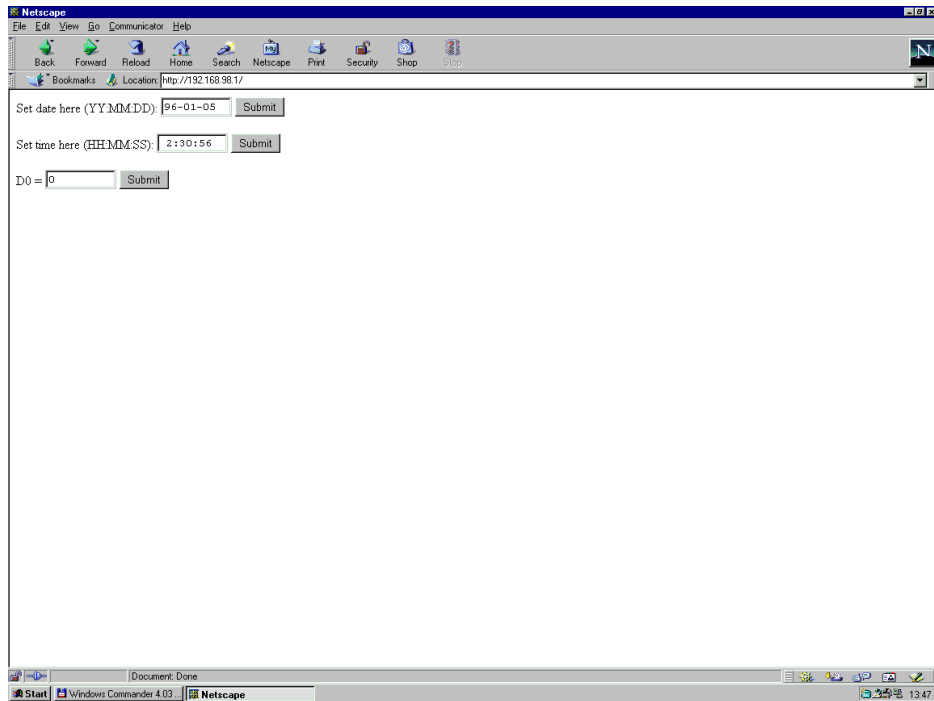 Netscape
File Edit View Go Communicator Help
My
Back Forward Reload Home Search Netscape Print Security Shop Stop
N
Bookmarks Location: http://192.168.98.1/
Set date here (YY:MM:DD): 96-01-05 Submit
Set time here (HH:MM:SS): 2:30:56 Submit
D0 = 0 Submit
Document: Done
Start Windows Commander 4.03 ... Netscape 13:47